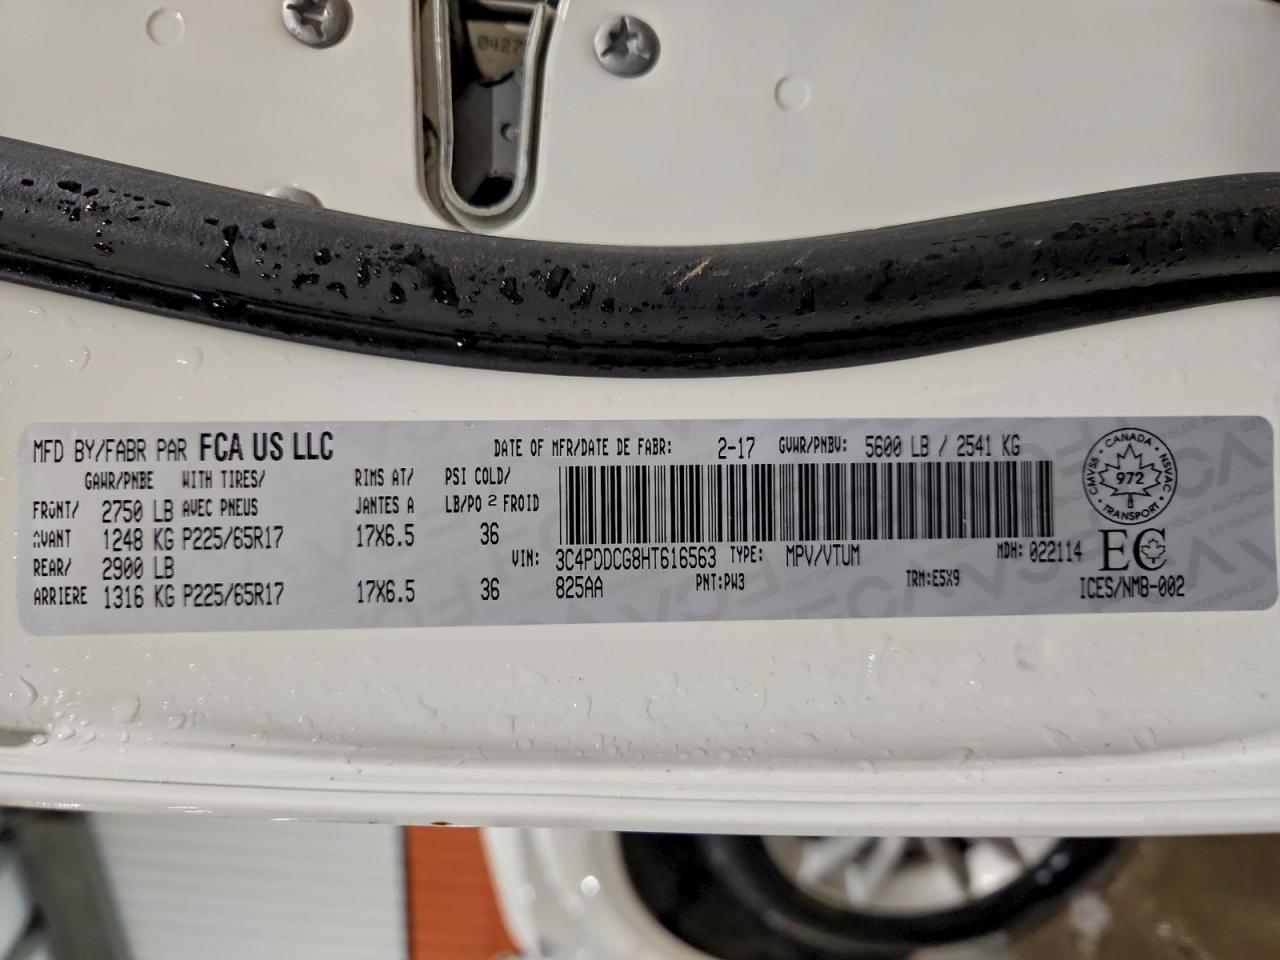 0427
MFD BY/FABR PAR FCA US LLC DATE OF MFR/DATE DE FABR: 2-17 GVWR/PNBV: 5600 LB / 2541 KG
GAWR/PNBE WITH TIRES/ RIMS AT/ PSI COLD/
FRONT/ 2750 LB AVEC PNEUS JANTES A LB/PO 2 FROID
AVANT 1248 KG P225/65R17 17X6.5 36
REAR/ 2900 LB
ARRIERE 1316 KG P225/65R17 17X6.5 36
VIN: 3C4PDDCG8HT616563 TYPE: MPV/VTUM MDH: 022114
825AA PNT:PW3 TRM:E5X9
CANADA
CMVSS 972 NSVAC
TRANSPORT
EC
ICES/NMB-002